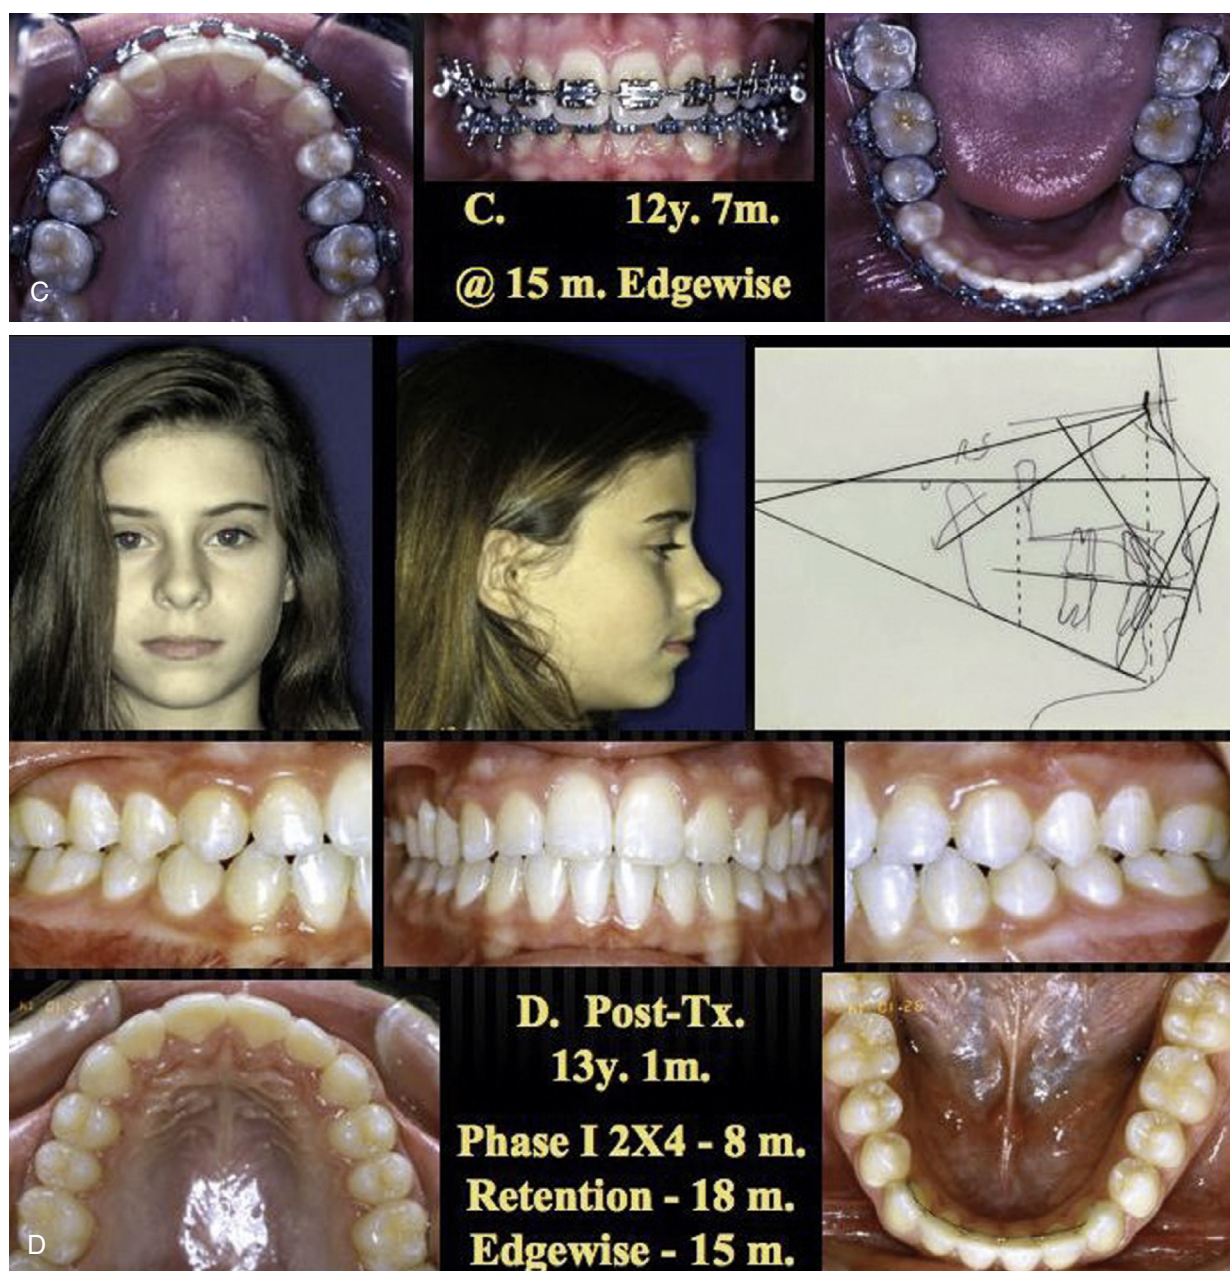 C. 12y. 7m.
@ 15 m. Edgewise
C
D. Post-Tx.
13y. 1m.
Phase I 2X4 - 8 m.
Retention - 18 m.
Edgewise - 15 m.
D